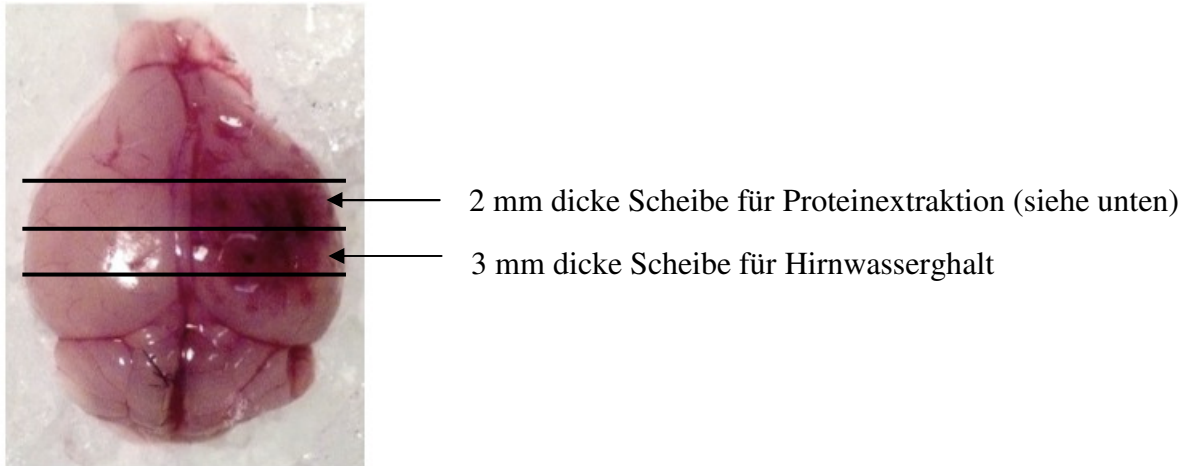 2 mm dicke Scheibe für Proteinextraktion (siehe unten)
3 mm dicke Scheibe für Hirnwasserghalt